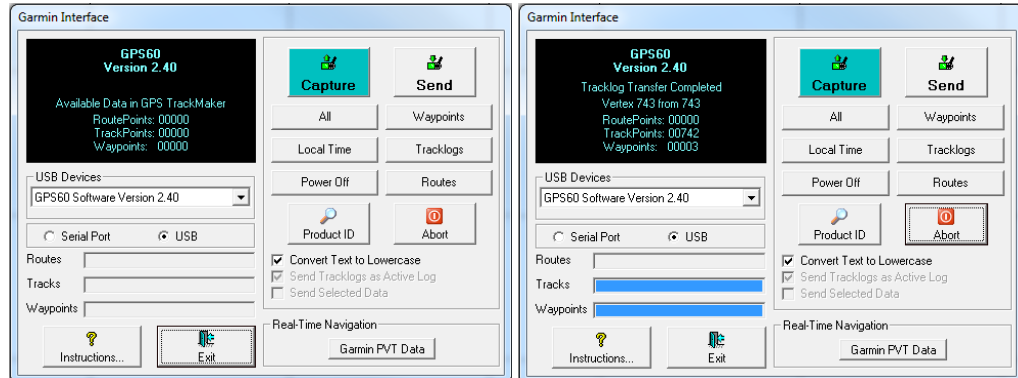 Garmin Interface
GPS60
Version 2.40
Available Data in GPS TrackMaker
RoutePoints: 00000
TrackPoints: 00000
Waypoints: 00000
USB Devices
GPS60 Software Version 2.40
Serial Port
USB
Routes
Tracks
Waypoints
Instructions...
Exit
Capture
Send
All
Waypoints
Local Time
Tracklogs
Power Off
Routes
Product ID
Abort
Convert Text to Lowercase
Send Tracklogs as Active Log
Send Selected Data
Real-Time Navigation
Garmin PVT Data
Garmin Interface
GPS60
Version 2.40
Tracklog Transfer Completed
Vertex 743 from 743
RoutePoints: 00000
TrackPoints: 00742
Waypoints: 00003
USB Devices
GPS60 Software Version 2.40
Serial Port
USB
Routes
Tracks
Waypoints
Instructions...
Exit
Capture
Send
All
Waypoints
Local Time
Tracklogs
Power Off
Routes
Product ID
Abort
Convert Text to Lowercase
Send Tracklogs as Active Log
Send Selected Data
Real-Time Navigation
Garmin PVT Data